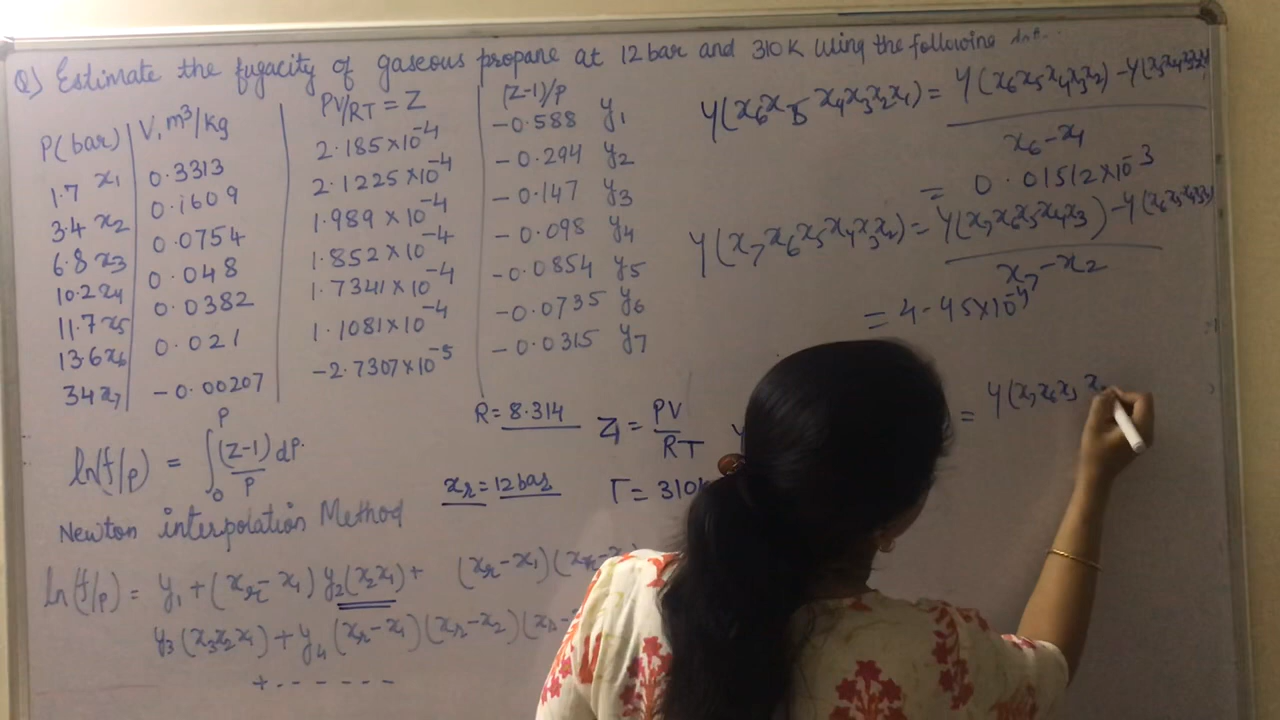 Q) Estimate the fugacity of gaseous propane at 12 bar and 310 K using the following
P(bar) V, m³/kg PV/RT = Z (Z-1)/P
1.7 x₁ 0.3313 2.185×10⁻⁴ -0.588 y₁
3.4 x₂ 0.1609 2.1225×10⁻⁴ -0.294 y₂
6.8 x₃ 0.0754 1.989×10⁻⁴ -0.147 y₃
10.2 x₄ 0.048 1.852×10⁻⁴ -0.098 y₄
11.7 x₅ 0.0382 1.7341×10⁻⁴ -0.0854 y₅
13.6 x₆ 0.021 1.1081×10⁻⁴ -0.0735 y₆
34 x₇ -0.00207 -2.7307×10⁻⁵ -0.0315 y₇
R = 8.314 Z = PV/RT
ln(f/p) = ∫₀ᴾ (Z-1)/P dP.
xᵣ = 12 bar T = 310K
Newton interpolation Method
ln(f/p) = y₁ + (xᵣ - x₁) y₂(x₂x₁) + (xᵣ - x₁)(xᵣ - x
y₃(x₃x₂x₁) + y₄(xᵣ - x₁)(xᵣ - x₂)(xᵣ -
+ - - - - - -
y(x₆x₅x₄x₃x₂x₁) = y(x₆x₅x₄x₃x₂) - y(x₅x₄x₃x₂x₁)
x₆ - x₁
= 0.01512×10⁻³
y(x₇x₆x₅x₄x₃x₂) = y(x₇x₆x₅x₄x₃) - y(x₆x₅x₄x₃x₂)
x₇ - x₂
= 4.45×10⁻⁴
= y(x₇x₆x₅x